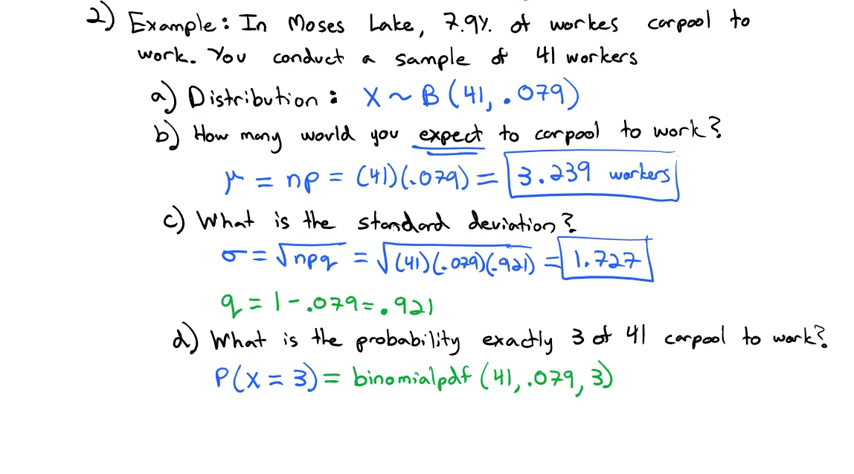 2) Example: In Moses Lake, 7.9% of workes carpool to
work. You conduct a sample of 41 workers
a) Distribution: X ~ B(41, .079)
b) How many would you expect to carpool to work?
μ = np = (41)(.079) = 3.239 workers
c) What is the standard deviation?
σ = √npq = √(41)(.079)(.921) = 1.727
q = 1 - .079 = .921
d) What is the probability exactly 3 of 41 carpool to work?
P(X = 3) = binomialpdf (41, .079, 3)